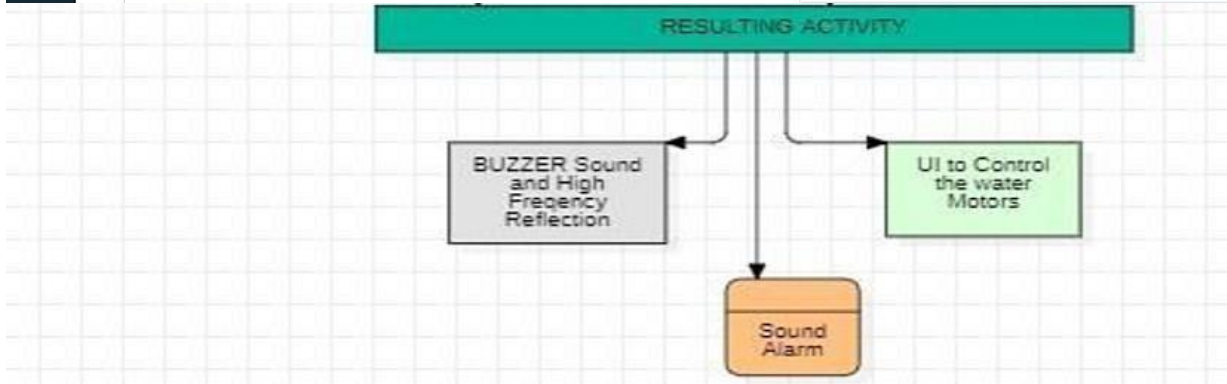 RESULTING ACTIVITY
BUZZER Sound
and High
Freqency
Reflection
UI to Control
the water
Motors
Sound
Alarm